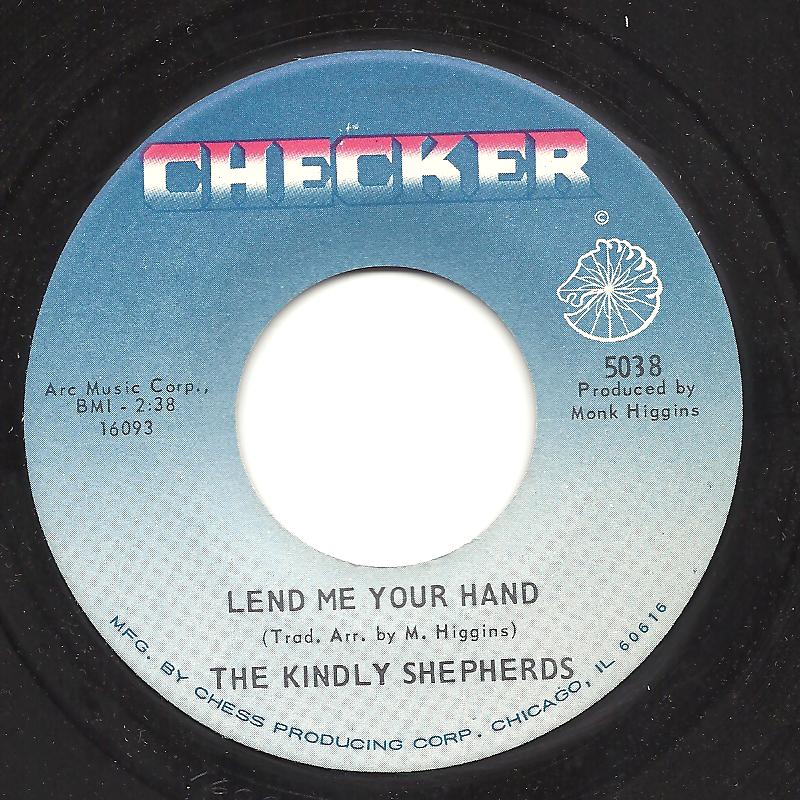 CHECKER
©
5038
Produced by
Monk Higgins
Arc Music Corp.,
BMI - 2:38
16093
LEND ME YOUR HAND
(Trad. Arr. by M. Higgins)
THE KINDLY SHEPHERDS
MFG. BY CHESS PRODUCING CORP. CHICAGO, IL 60616